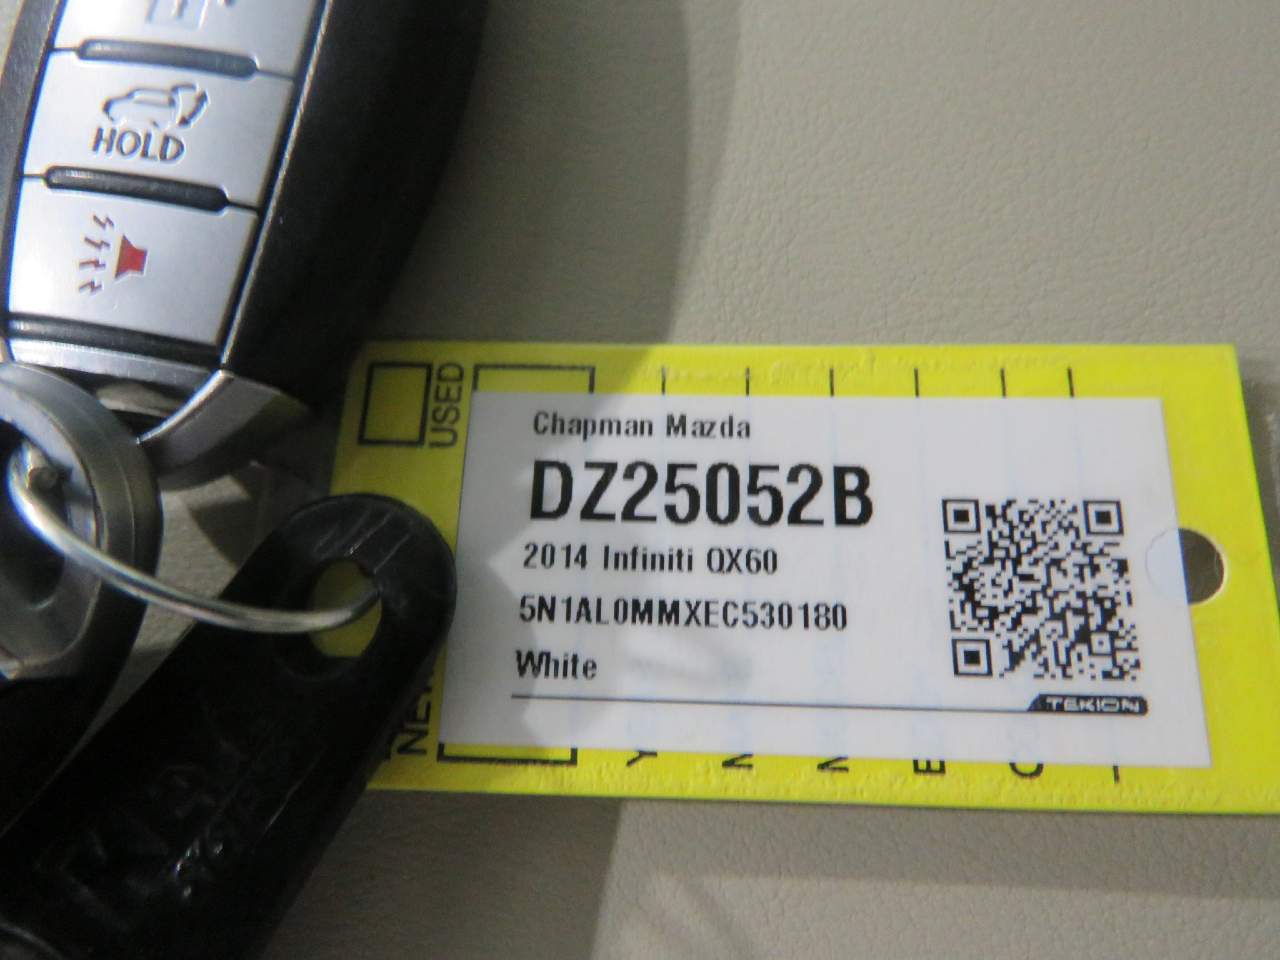 HOLD
USED
Chapman Mazda
DZ25052B
2014 Infiniti QX60
5N1AL0MMXEC530180
White
TEKION